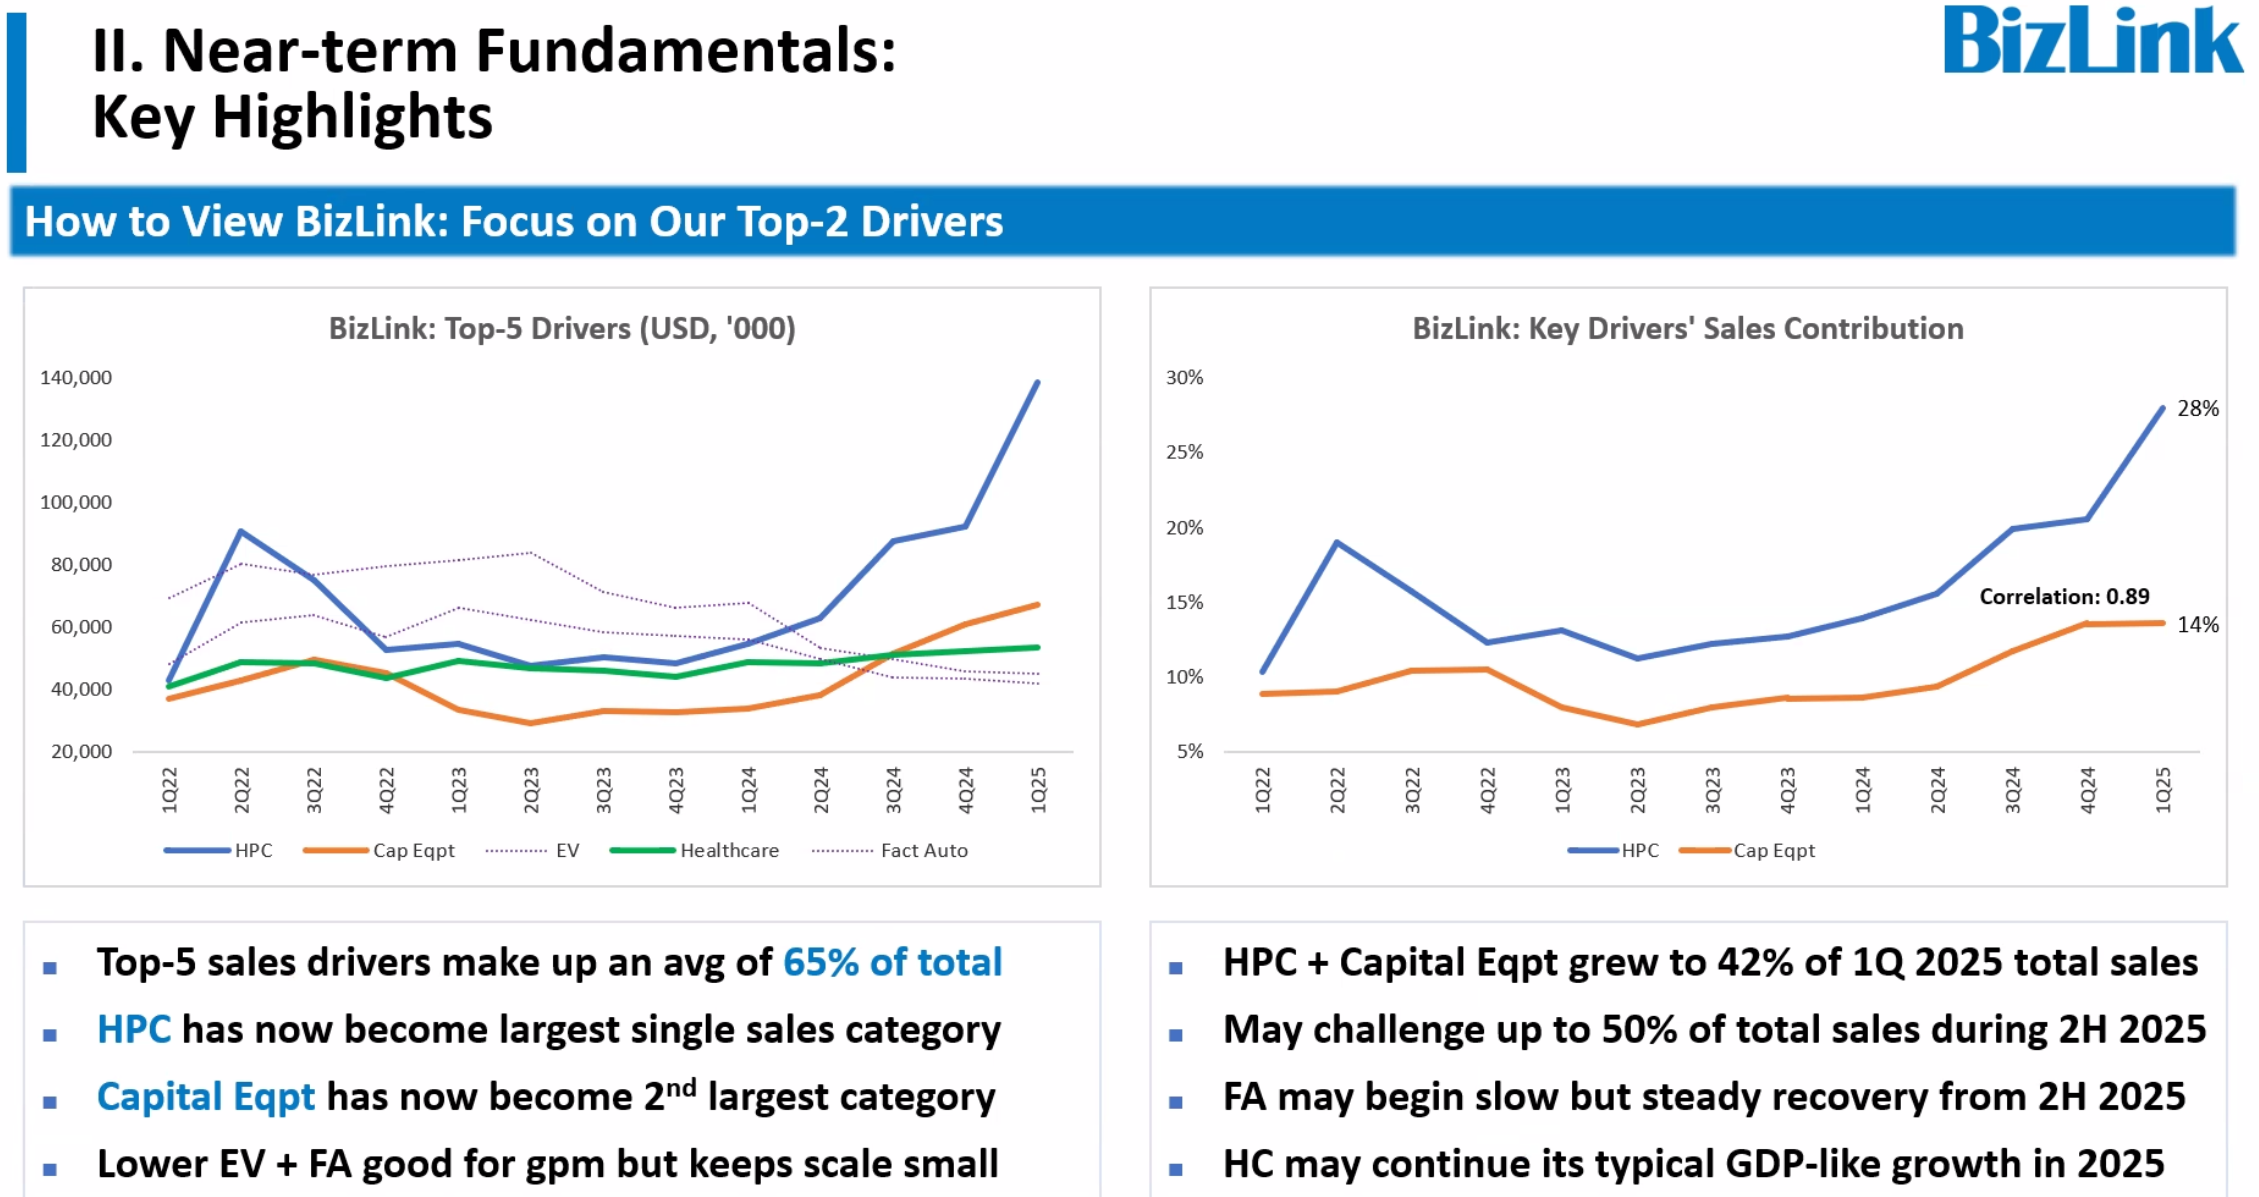 II. Near-term Fundamentals:
Key Highlights
BizLink
How to View BizLink: Focus on Our Top-2 Drivers
BizLink: Top-5 Drivers (USD, '000)
140,000
120,000
100,000
80,000
60,000
40,000
20,000
1Q22
2Q22
3Q22
4Q22
1Q23
2Q23
3Q23
4Q23
1Q24
2Q24
3Q24
4Q24
1Q25
HPC
Cap Eqpt
EV
Healthcare
Fact Auto
BizLink: Key Drivers' Sales Contribution
30%
25%
20%
15%
10%
5%
28%
Correlation: 0.89
14%
1Q22
2Q22
3Q22
4Q22
1Q23
2Q23
3Q23
4Q23
1Q24
2Q24
3Q24
4Q24
1Q25
HPC
Cap Eqpt
Top-5 sales drivers make up an avg of 65% of total
HPC has now become largest single sales category
Capital Eqpt has now become 2nd largest category
Lower EV + FA good for gpm but keeps scale small
HPC + Capital Eqpt grew to 42% of 1Q 2025 total sales
May challenge up to 50% of total sales during 2H 2025
FA may begin slow but steady recovery from 2H 2025
HC may continue its typical GDP-like growth in 2025